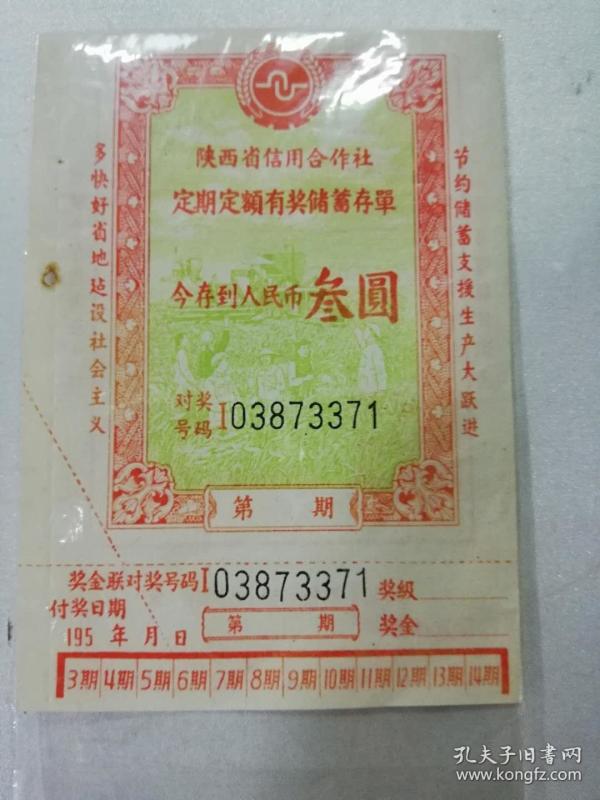 陕西省信用合作社
定期定額有奖储蓄存單
今存到人民币叁圓
对奖号码I03873371
第 期
多快好省地建设社会主义
节约储蓄支援生产大跃进
奖金联对奖号码I03873371 奖级
付奖日期
195 年 月 日
第 期
奖金
3期 4期 5期 6期 7期 8期 9期 10期 11期 12期 13期 14期
孔夫子旧书网
www.kongfz.com